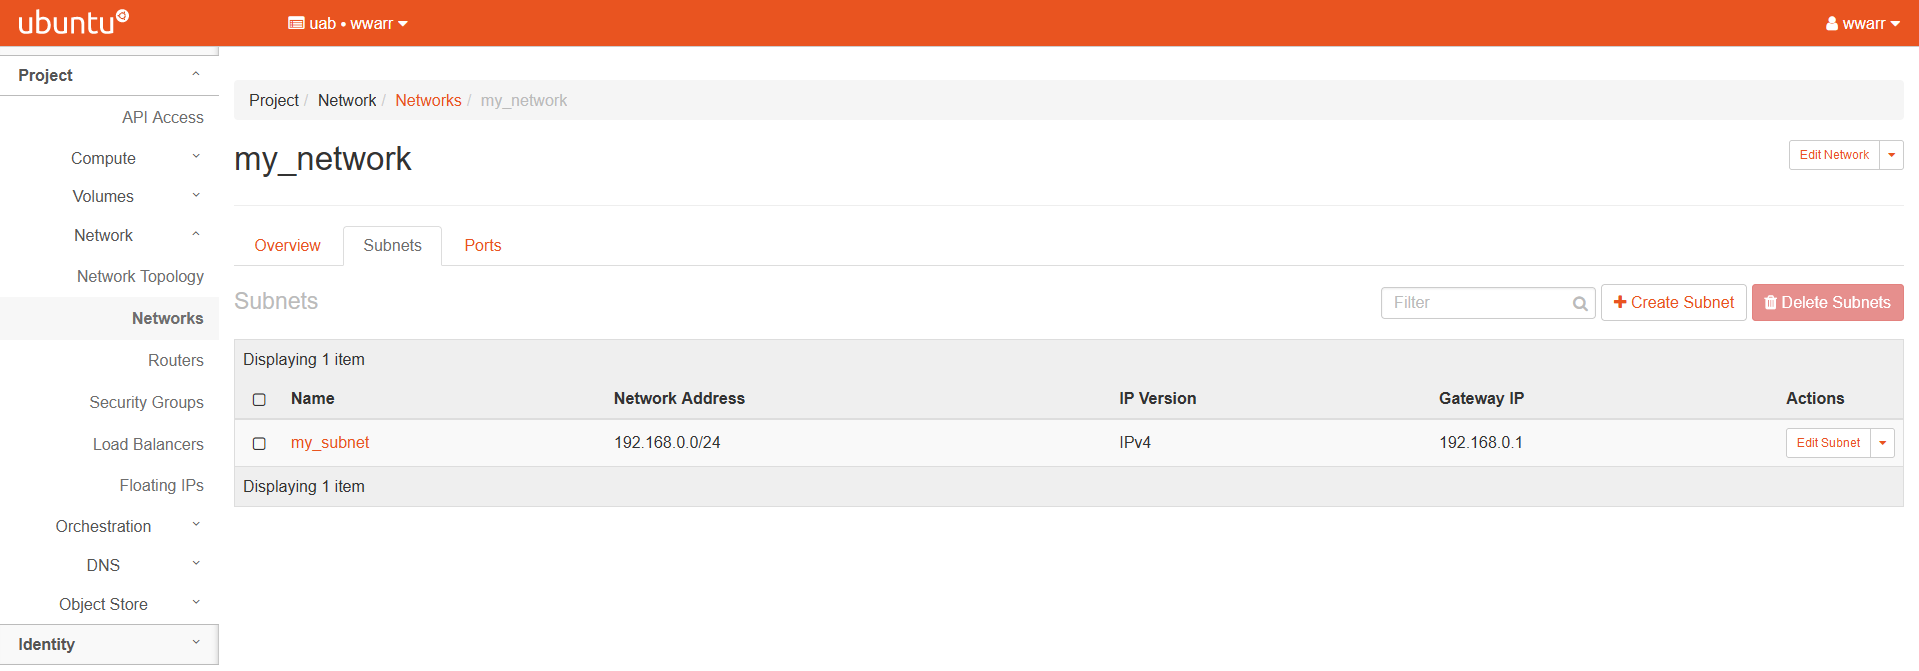 ubuntu
uab • wwarr
wwarr
Project
API Access
Compute
Volumes
Network
Network Topology
Networks
Routers
Security Groups
Load Balancers
Floating IPs
Orchestration
DNS
Object Store
Identity
Project / Network / Networks / my_network
my_network
Edit Network
Overview Subnets Ports
Subnets
Filter
Create Subnet
Delete Subnets
Displaying 1 item
Name Network Address IP Version Gateway IP Actions
my_subnet 192.168.0.0/24 IPv4 192.168.0.1 Edit Subnet
Displaying 1 item